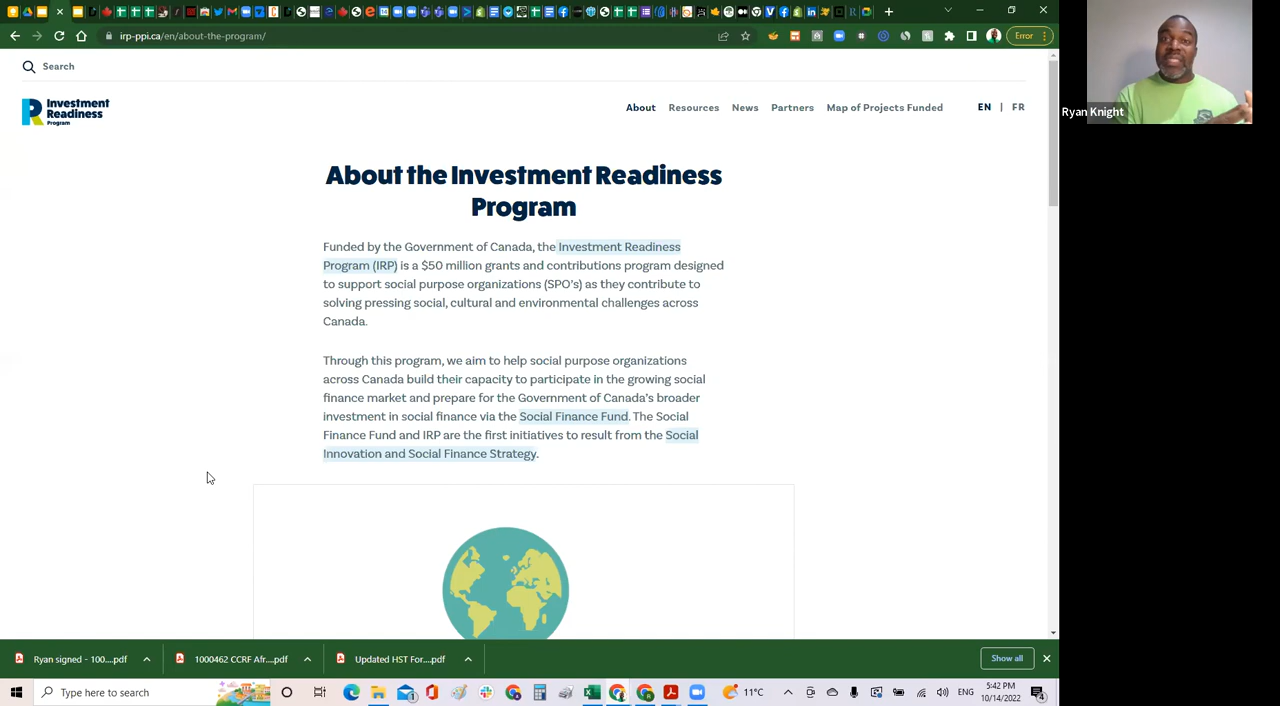 irp-ppi.ca/en/about-the-program/
Error
Search
Investment
Readiness
Program
About
Resources
News
Partners
Map of Projects Funded
EN | FR
Ryan Knight
About the Investment Readiness
Program
Funded by the Government of Canada, the Investment Readiness
Program (IRP) is a $50 million grants and contributions program designed
to support social purpose organizations (SPO's) as they contribute to
solving pressing social, cultural and environmental challenges across
Canada.
Through this program, we aim to help social purpose organizations
across Canada build their capacity to participate in the growing social
finance market and prepare for the Government of Canada's broader
investment in social finance via the Social Finance Fund. The Social
Finance Fund and IRP are the first initiatives to result from the Social
Innovation and Social Finance Strategy.
Ryan signed - 100....pdf
1000462 CCRF Afr....pdf
Updated HST For....pdf
Show all
Type here to search
11°C
ENG
5:42 PM
10/14/2022